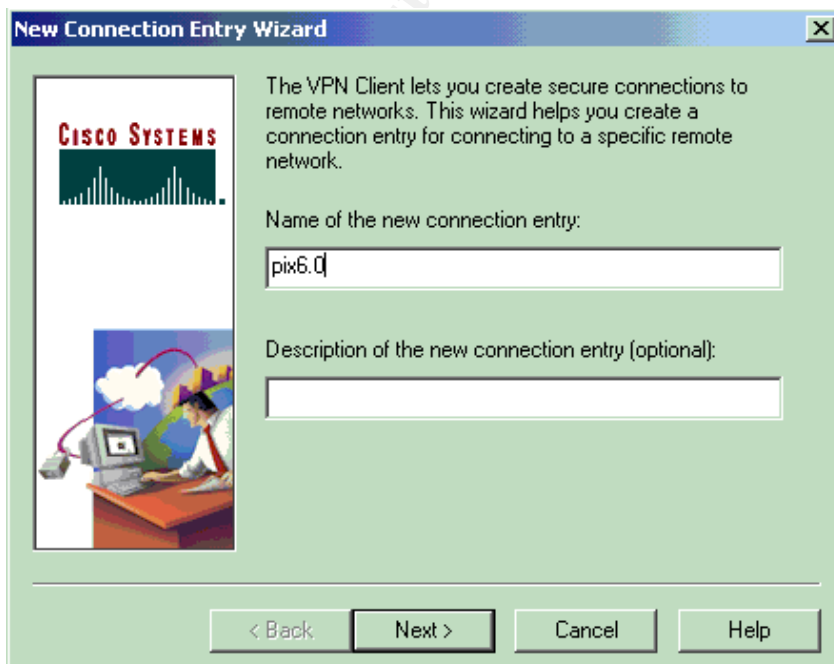 New Connection Entry Wizard
CISCO SYSTEMS
The VPN Client lets you create secure connections to
remote networks. This wizard helps you create a
connection entry for connecting to a specific remote
network.
Name of the new connection entry:
pix6.0
Description of the new connection entry (optional):
< Back
Next >
Cancel
Help